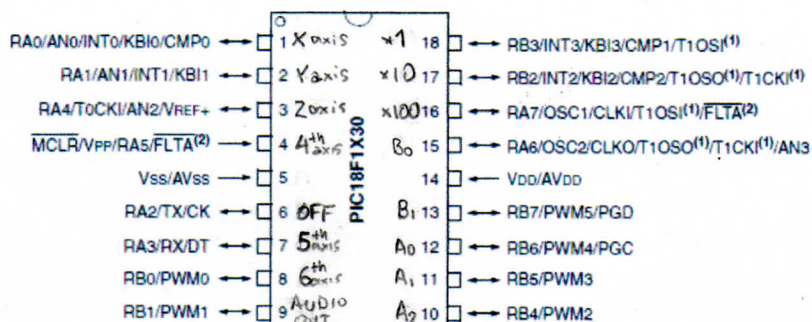 RA0/AN0/INT0/KBI0/CMP0 1 X axis x1 18 RB3/INT3/KBI3/CMP1/T1OSI(1)
RA1/AN1/INT1/KBI1 2 Y axis x10 17 RB2/INT2/KBI2/CMP2/T1OSO(1)/T1CKI(1)
RA4/T0CKI/AN2/VREF+ 3 Z axis x100 16 RA7/OSC1/CLKI/T1OSI(1)/FLTA(2)
MCLR/VPP/RA5/FLTA(2) 4 4th axis B0 15 RA6/OSC2/CLKO/T1OSO(1)/T1CKI(1)/AN3
VSS/AVSS 5 14 VDD/AVDD
RA2/TX/CK 6 OFF B1 13 RB7/PWM5/PGD
RA3/RX/DT 7 5th axis A0 12 RB6/PWM4/PGC
RB0/PWM0 8 6th axis A1 11 RB5/PWM3
RB1/PWM1 9 AUDIO OUT A2 10 RB4/PWM2
PIC18F1X30